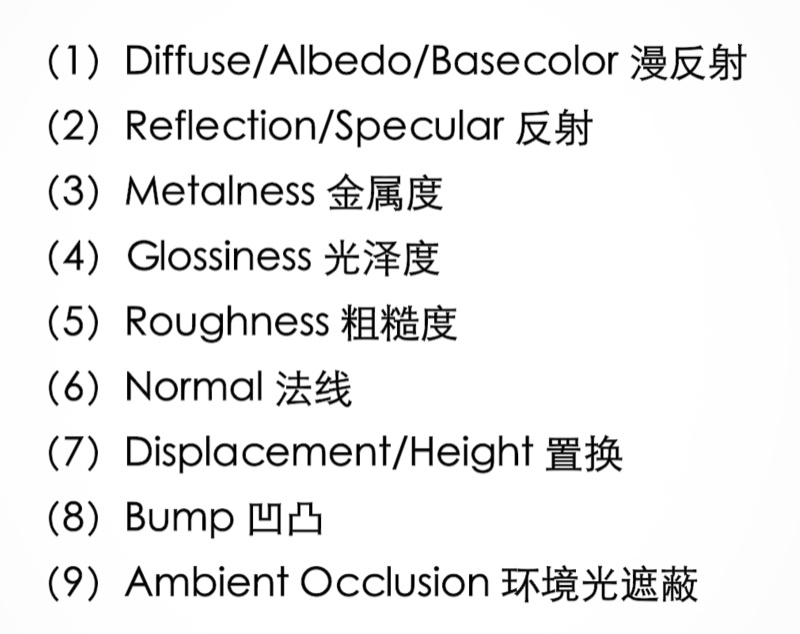 (1) Diffuse/Albedo/Basecolor 漫反射
(2) Reflection/Specular 反射
(3) Metalness 金属度
(4) Glossiness 光泽度
(5) Roughness 粗糙度
(6) Normal 法线
(7) Displacement/Height 置换
(8) Bump 凹凸
(9) Ambient Occlusion 环境光遮蔽